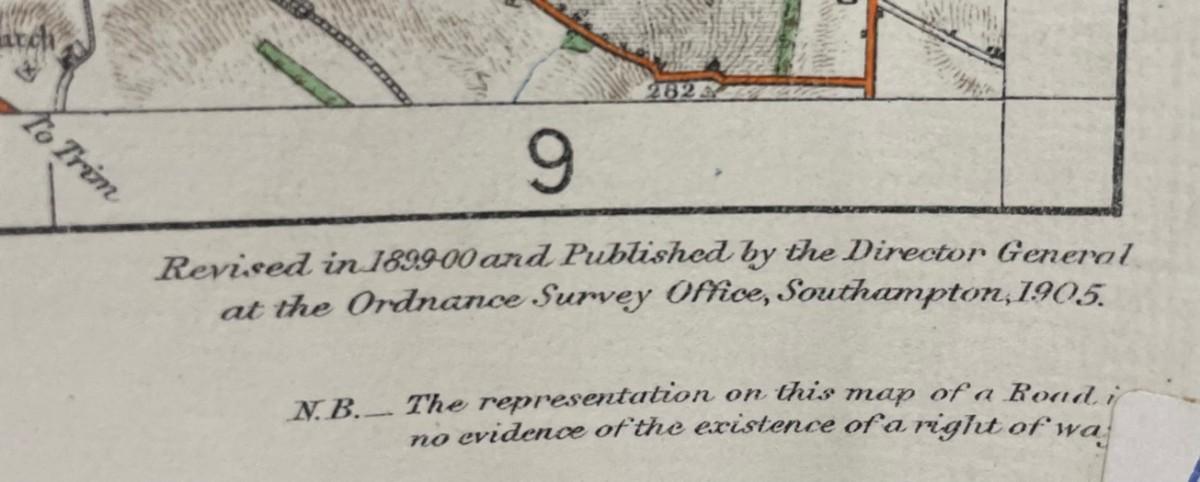 282
To Trim
9
Revised in 1899-00 and Published by the Director General
at the Ordnance Survey Office, Southampton, 1905.
N.B.— The representation on this map of a Road
no evidence of the existence of a right of